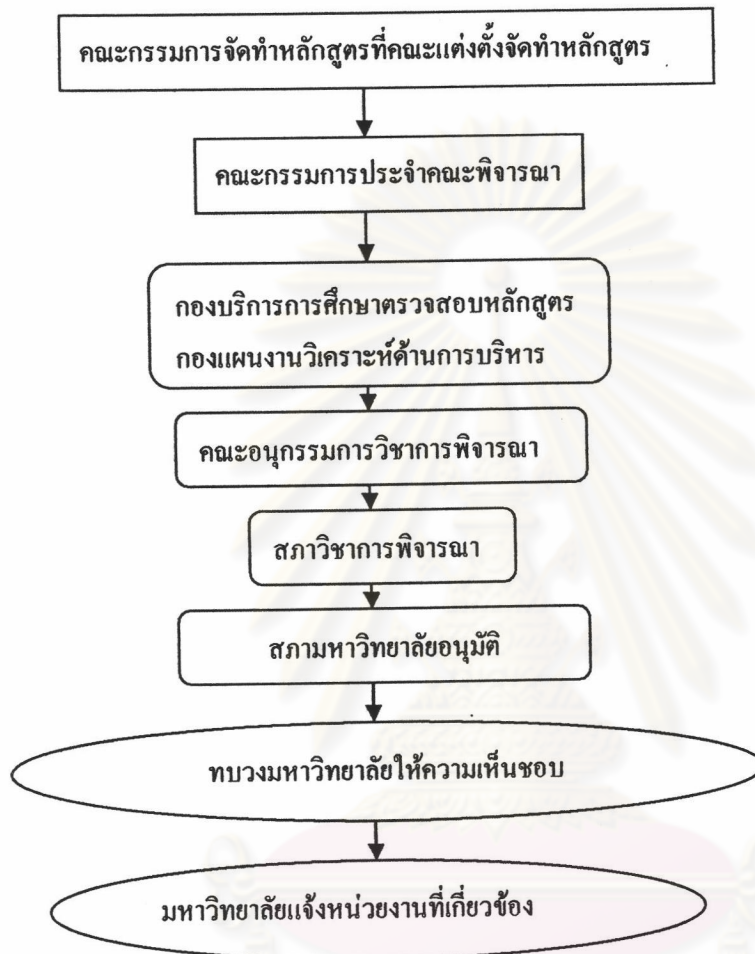 คณะกรรมการจัดทำหลักสูตรที่คณะแต่งตั้งจัดทำหลักสูตร
คณะกรรมการประจำคณะพิจารณา
กองบริการการศึกษาตรวจสอบหลักสูตร
กองแผนงานวิเคราะห์ด้านการบริหาร
คณะอนุกรรมการวิชาการพิจารณา
สภาวิชาการพิจารณา
สภามหาวิทยาลัยอนุมัติ
ทบวงมหาวิทยาลัยให้ความเห็นชอบ
มหาวิทยาลัยแจ้งหน่วยงานที่เกี่ยวข้อง